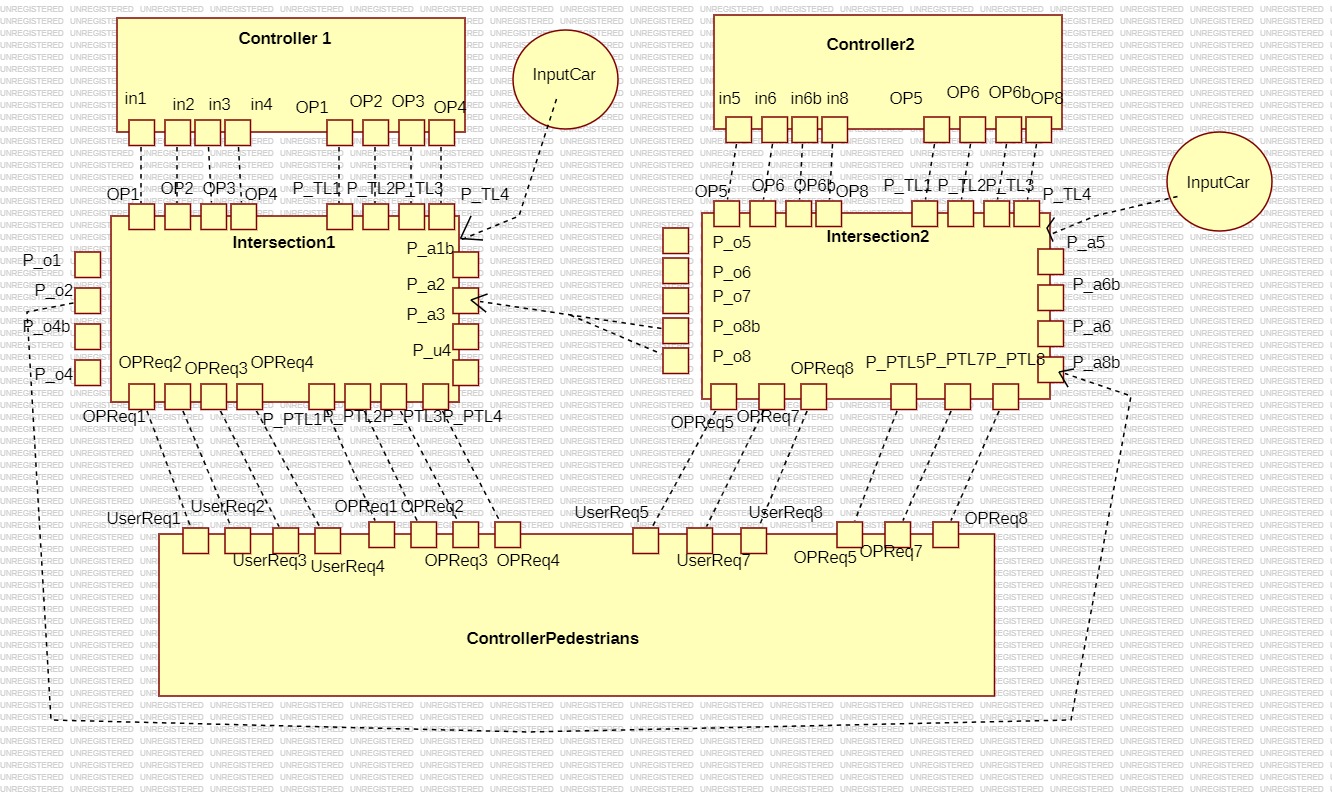 Controller 1
in1 in2 in3 in4 OP1 OP2 OP3 OP4
InputCar
Controller2
in5 in6 in6b in8 OP5 OP6 OP6b OP8
InputCar
OP1 OP2 OP3 OP4 P_TL1 P_TL2 P_TL3 P_TL4
Intersection1
P_o1
P_o2
P_o4b
P_o4
P_a1b
P_a2
P_a3
P_u4
OPReq1 OPReq2 OPReq3 OPReq4 P_PTL1 P_PTL2 P_PTL3 P_PTL4
OP5 OP6 OP6b OP8 P_TL1 P_TL2 P_TL3 P_TL4
Intersection2
P_o5
P_o6
P_o7
P_o8b
P_o8
P_a5
P_a6b
P_a6
P_a8b
OPReq5 OPReq7 OPReq8 P_PTL5 P_PTL7 P_PTL8
UserReq1 UserReq2 UserReq3 UserReq4 OPReq1 OPReq2 OPReq3 OPReq4
UserReq5 UserReq7 UserReq8 OPReq5 OPReq7 OPReq8
ControllerPedestrians
UNREGISTERED